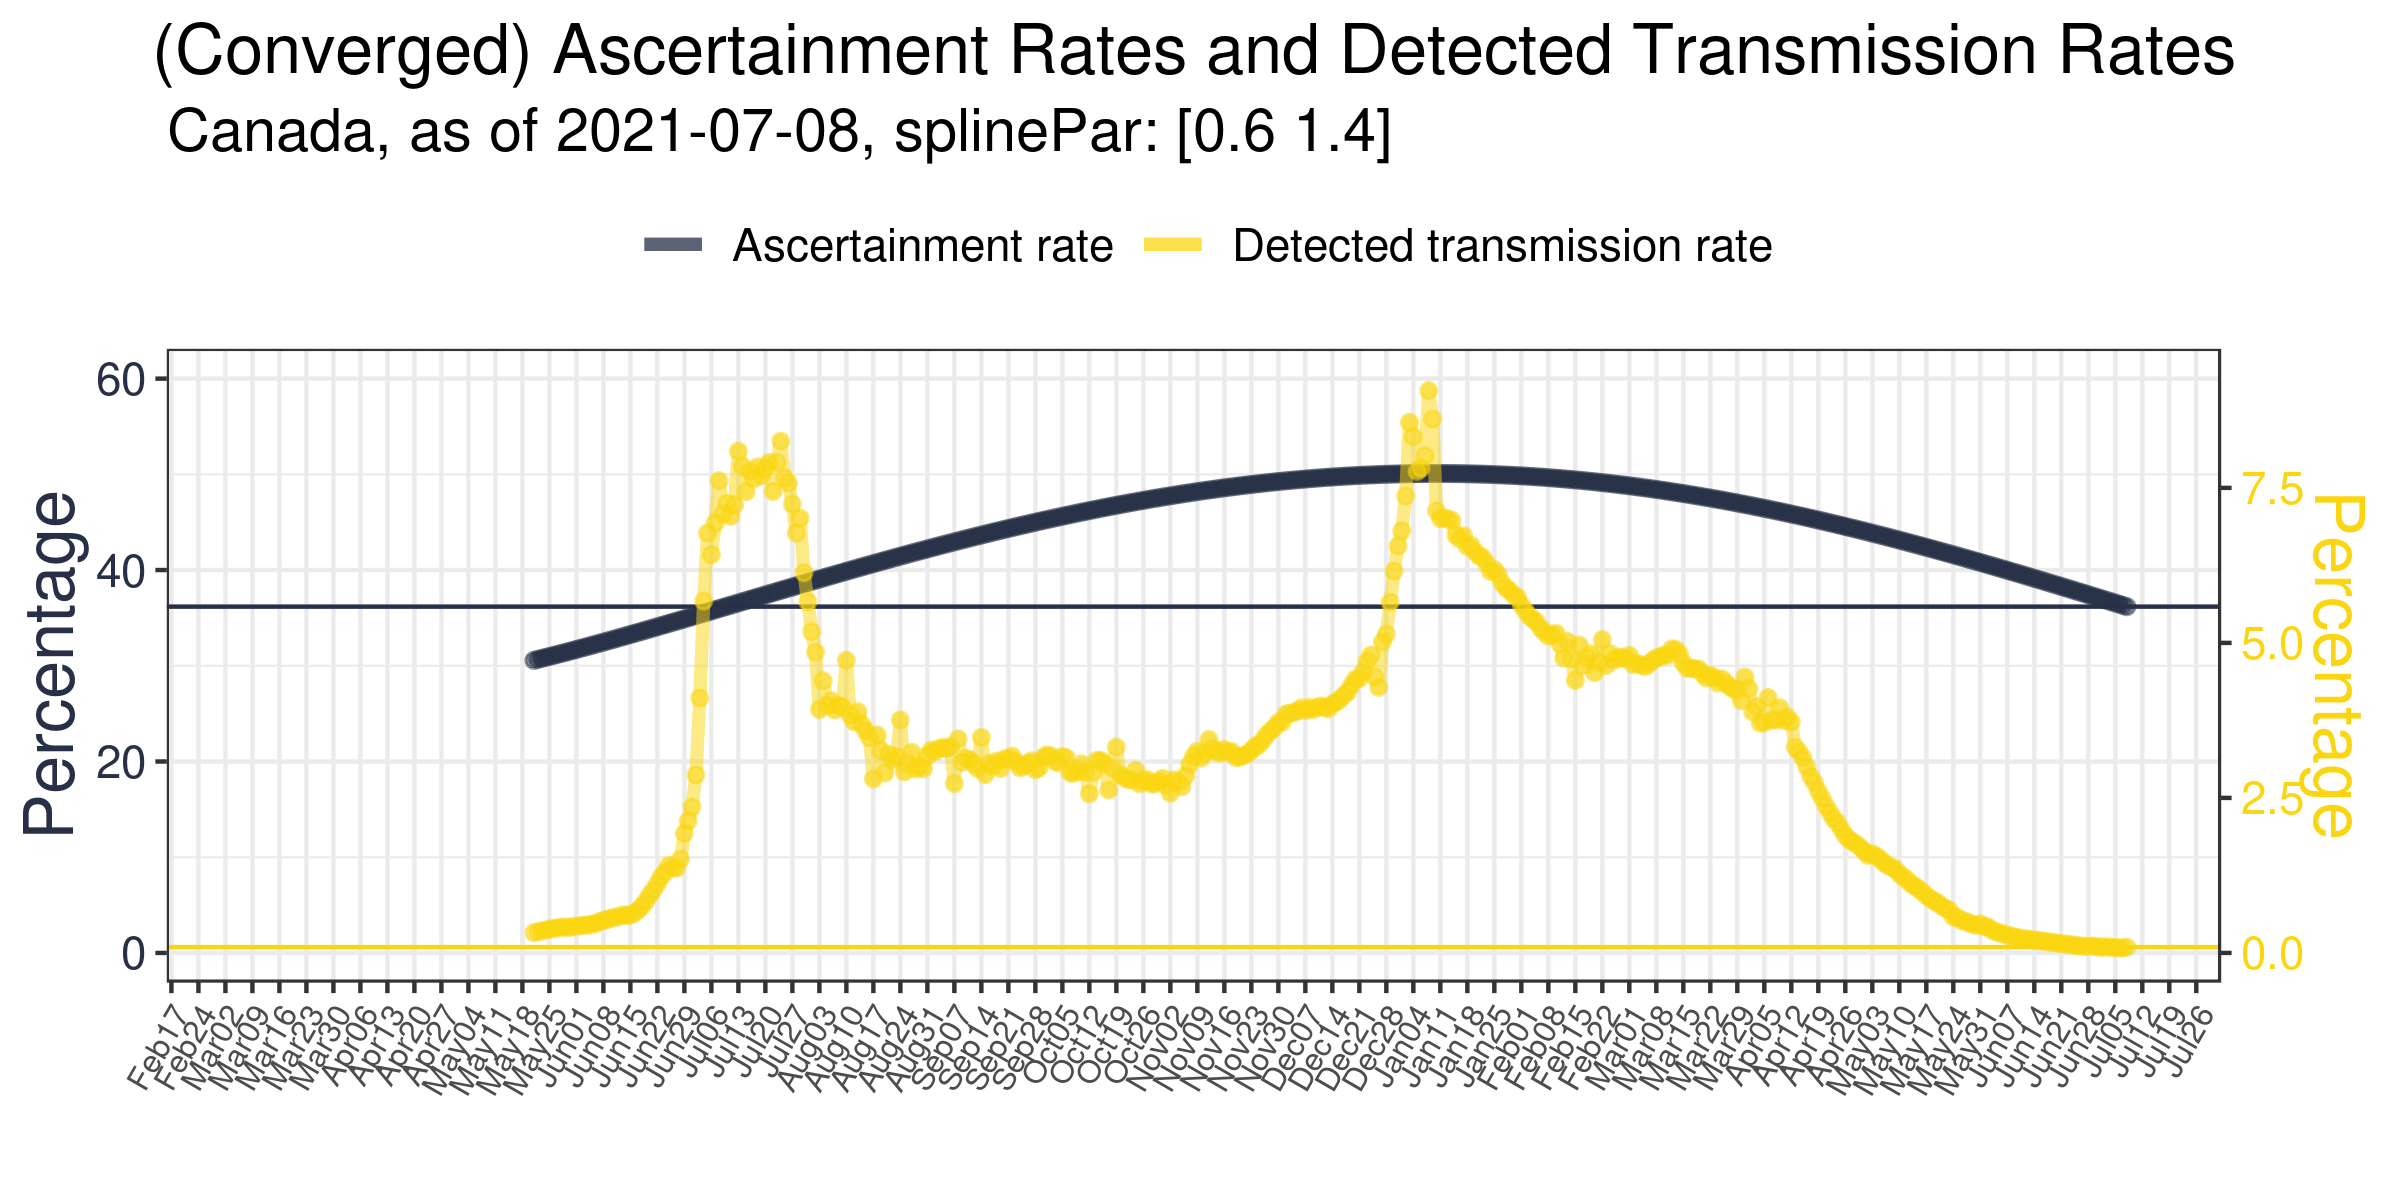 (Converged) Ascertainment Rates and Detected Transmission Rates
Canada, as of 2021-07-08, splinePar: [0.6 1.4]
Ascertainment rate
Detected transmission rate
Percentage
60
40
20
0
7.5
5.0
2.5
0.0
Percentage
Feb17
Feb24
Mar02
Mar09
Mar16
Mar23
Mar30
Apr06
Apr13
Apr20
Apr27
May04
May11
May18
May25
Jun01
Jun08
Jun15
Jun22
Jun29
Jul06
Jul13
Jul20
Jul27
Aug03
Aug10
Aug17
Aug24
Aug31
Sep07
Sep14
Sep21
Sep28
Oct05
Oct12
Oct19
Oct26
Nov02
Nov09
Nov16
Nov23
Nov30
Dec07
Dec14
Dec21
Dec28
Jan04
Jan11
Jan18
Jan25
Feb01
Feb08
Feb15
Feb22
Mar01
Mar08
Mar15
Mar22
Mar29
Apr05
Apr12
Apr19
Apr26
May03
May10
May17
May24
May31
Jun07
Jun14
Jun21
Jun28
Jul05
Jul12
Jul19
Jul26